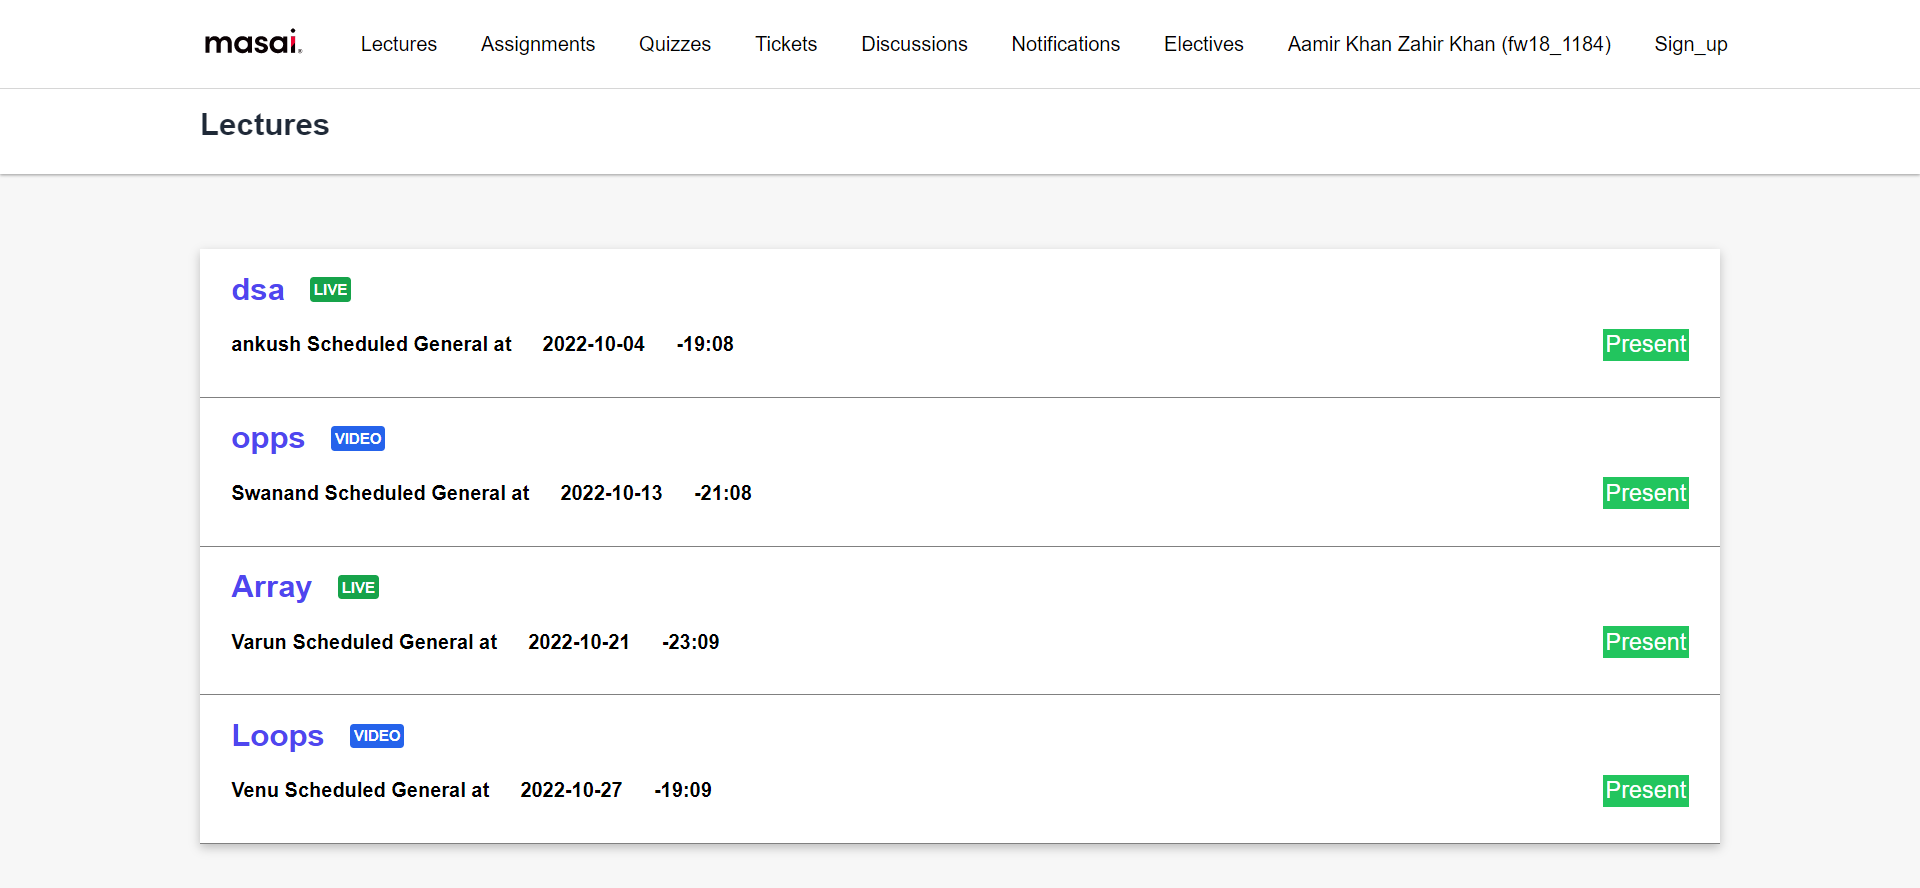 masai. Lectures Assignments Quizzes Tickets Discussions Notifications Electives Aamir Khan Zahir Khan (fw18_1184) Sign_up
Lectures
dsa LIVE
ankush Scheduled General at 2022-10-04 -19:08 Present
opps VIDEO
Swanand Scheduled General at 2022-10-13 -21:08 Present
Array LIVE
Varun Scheduled General at 2022-10-21 -23:09 Present
Loops VIDEO
Venu Scheduled General at 2022-10-27 -19:09 Present